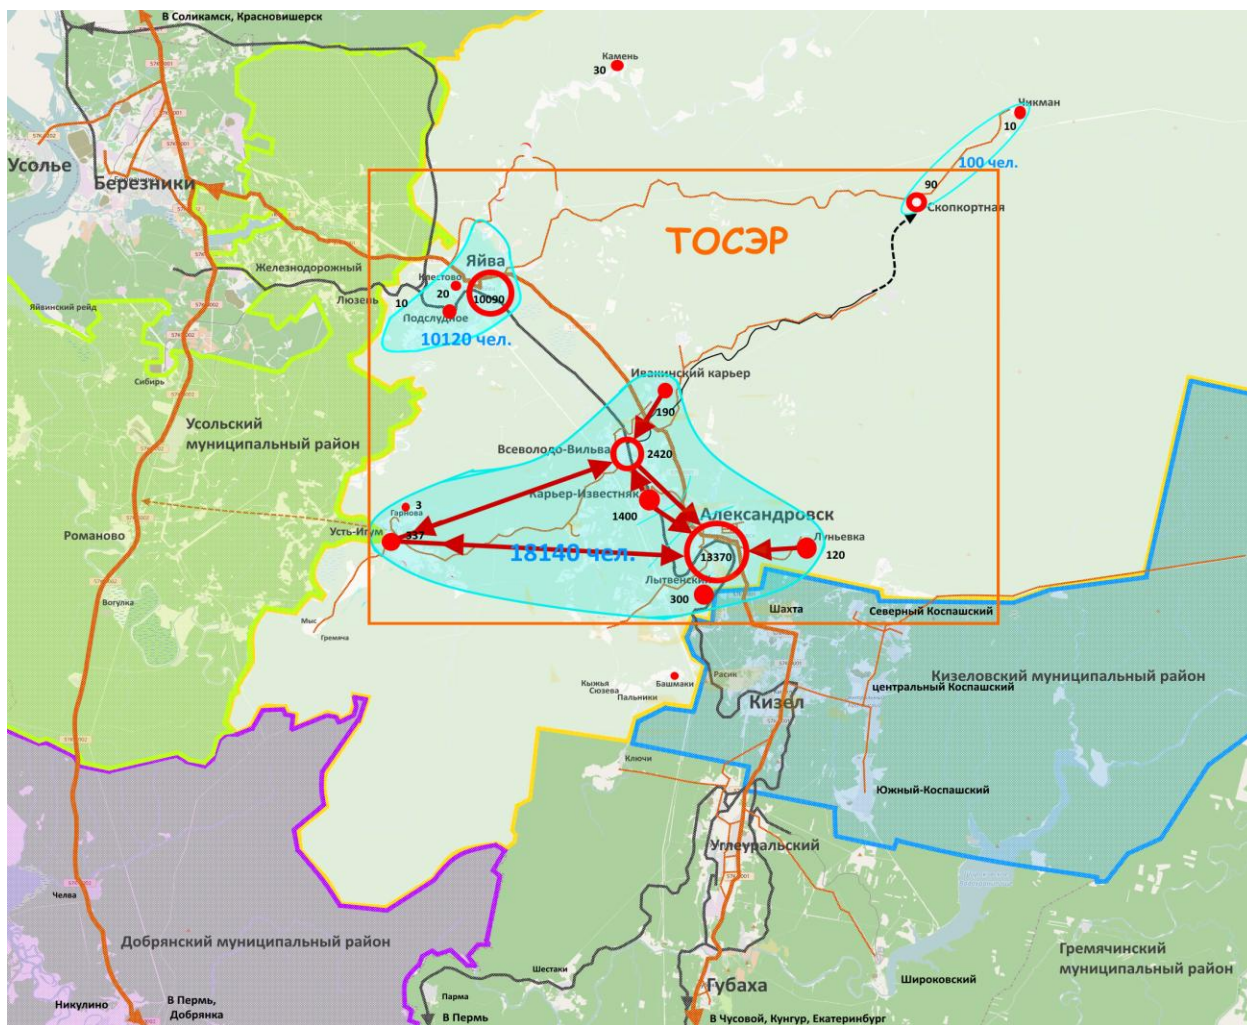 В Соликамск, Красновишерск
Камень
30
Чикман
10
100 чел.
90
Скопкортная
Усолье
Березники
ТОСЭР
Железнодорожный
Люзень
Яйвинский рейд
Яйва
Клестово
20
10
10090
Подслудное
10120 чел.
Сибирь
Усольский
муниципальный район
Ивакинский карьер
190
Всеволодо-Вильва
2420
Карьер-Известняк
1400
Александровск
13370
Луньевка
120
3
Гарнова
Усть-Игум
337
18140 чел.
Лытвенский
300
Романово
Вогулка
Мыс
Гремяча
Шахта
Северный Коспашский
Кизеловский муниципальный район
центральный Коспашский
Расик
Кизел
Кыжья
Сюзева
Пальники
Башмаки
Ключи
Южный-Коспашский
Углеуральский
Челва
Добрянский муниципальный район
Никулино
В Пермь,
Добрянка
Шестаки
Парма
В Пермь
Губаха
Широковский
Гремячинский
муниципальный район
В Чусовой, Кунгур, Екатеринбург